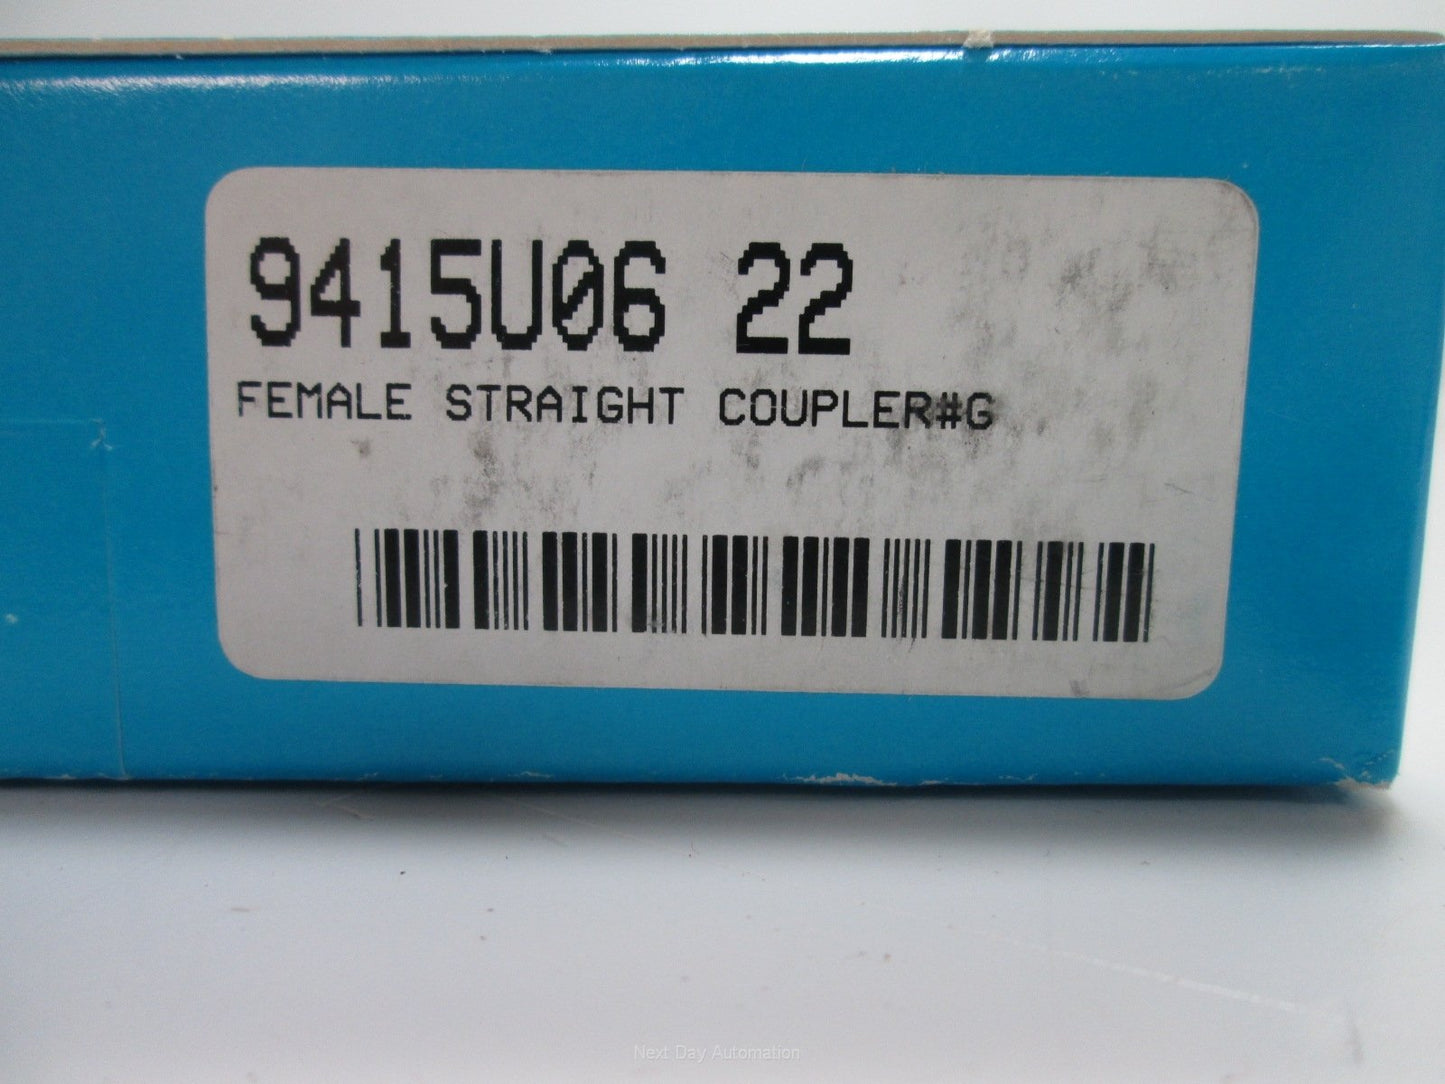 9415U06 22
FEMALE STRAIGHT COUPLER#G
Next Day Automation